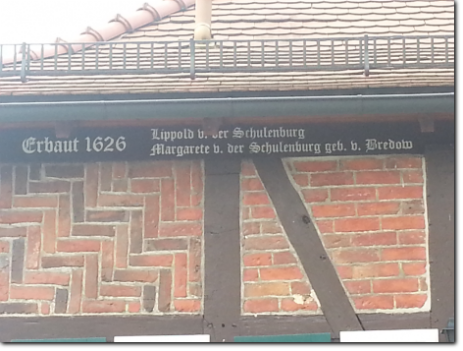 Erbaut 1626
Lippold v. der Schulenburg
Margarete v. der Schulenburg geb. v. Bredow